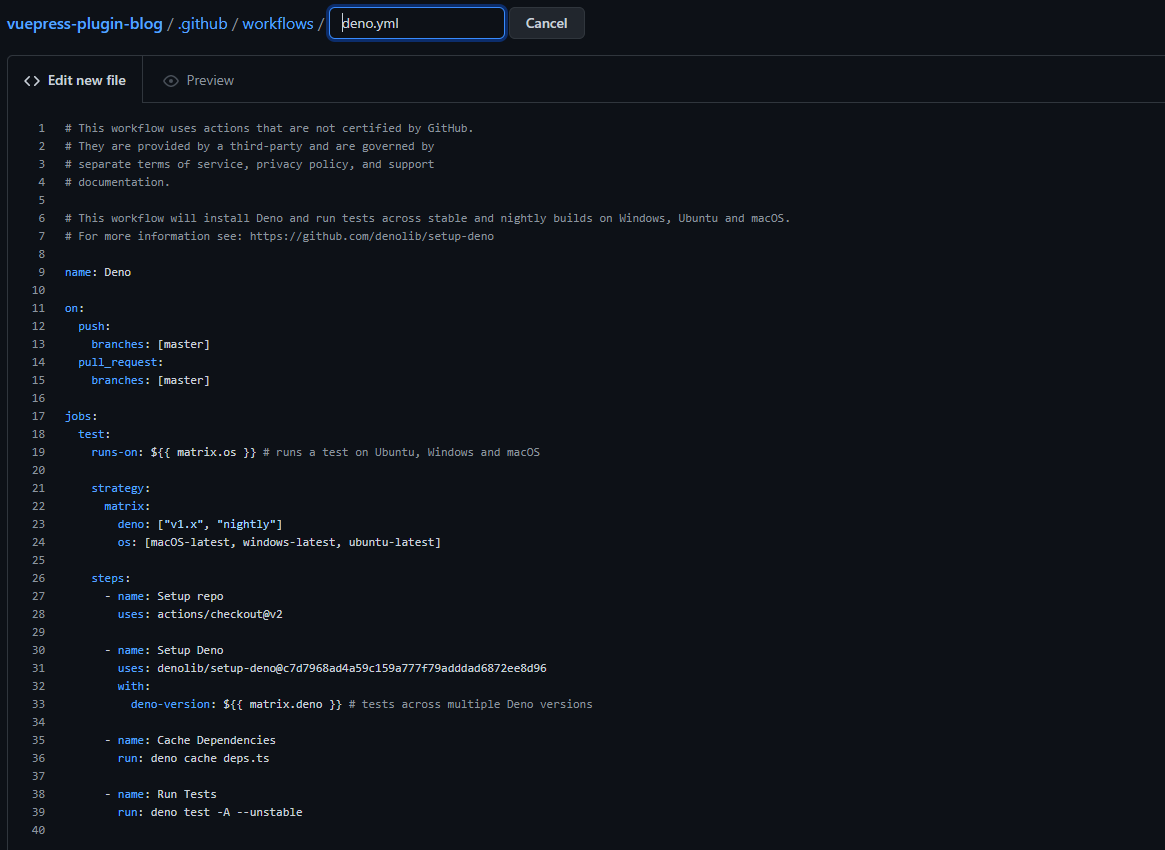 vuepress-plugin-blog / .github / workflows / deno.yml Cancel
Edit new file Preview
1 # This workflow uses actions that are not certified by GitHub.
2 # They are provided by a third-party and are governed by
3 # separate terms of service, privacy policy, and support
4 # documentation.
5
6 # This workflow will install Deno and run tests across stable and nightly builds on Windows, Ubuntu and macOS.
7 # For more information see: https://github.com/denolib/setup-deno
8
9 name: Deno
10
11 on:
12   push:
13     branches: [master]
14   pull_request:
15     branches: [master]
16
17 jobs:
18   test:
19     runs-on: ${{ matrix.os }} # runs a test on Ubuntu, Windows and macOS
20
21     strategy:
22       matrix:
23         deno: ["v1.x", "nightly"]
24         os: [macOS-latest, windows-latest, ubuntu-latest]
25
26     steps:
27       - name: Setup repo
28         uses: actions/checkout@v2
29
30       - name: Setup Deno
31         uses: denolib/setup-deno@c7d7968ad4a59c159a777f79adddad6872ee8d96
32         with:
33           deno-version: ${{ matrix.deno }} # tests across multiple Deno versions
34
35       - name: Cache Dependencies
36         run: deno cache deps.ts
37
38       - name: Run Tests
39         run: deno test -A --unstable
40